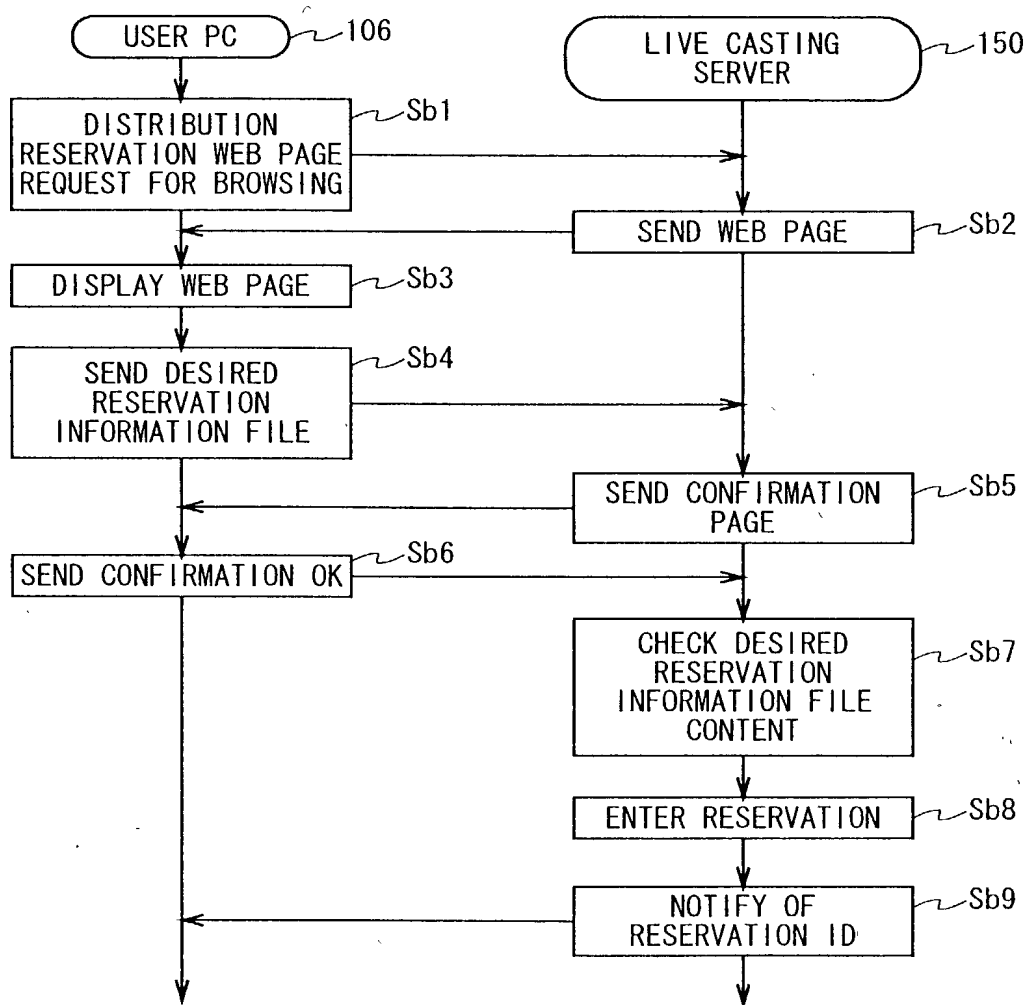 USER PC
106
LIVE CASTING
SERVER
150
DISTRIBUTION
RESERVATION WEB PAGE
REQUEST FOR BROWSING
Sb1
SEND WEB PAGE
Sb2
DISPLAY WEB PAGE
Sb3
SEND DESIRED
RESERVATION
INFORMATION FILE
Sb4
SEND CONFIRMATION
PAGE
Sb5
SEND CONFIRMATION OK
Sb6
CHECK DESIRED
RESERVATION
INFORMATION FILE
CONTENT
Sb7
ENTER RESERVATION
Sb8
NOTIFY OF
RESERVATION ID
Sb9